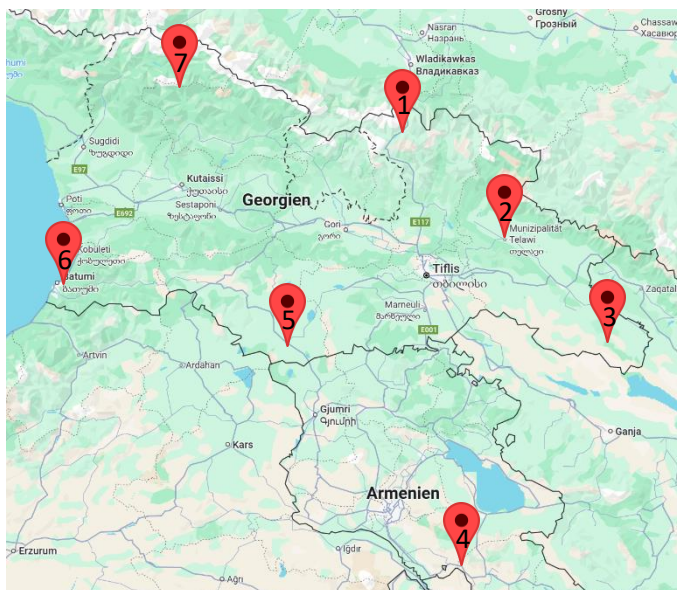 Grosny
Грозный
Nasran
Назрань
Chassaw
Хасавюр
Wladikawkas
Владикавказ
7
1
Sugdidi
ზუგდიდი
E97
Kutaissi
ქუთაისი
Sestaponi
ზესტაფონი
Georgien
Poti
ფოთი
E692
Gori
გორი
E117
2
Munizipalität
Telawi
თელავი
6
Kobuleti
ქობულეთი
Batumi
ბათუმი
Tiflis
თბილისი
Zaqatal
3
5
Marneuli
მარნეული
E001
Artvin
Ardahan
Gjumri
Գյումրի
Ganja
Kars
Armenien
4
Iğdır
Erzurum
Ağrı